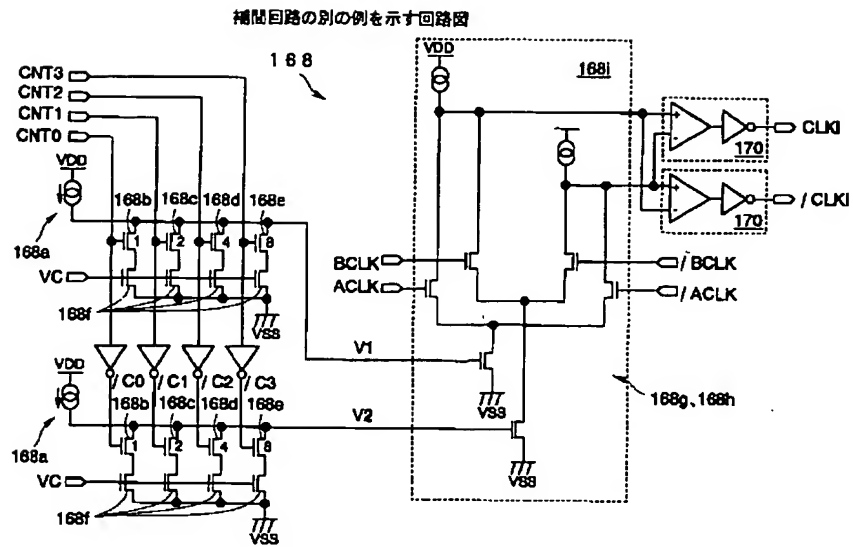 補間回路の別の例を示す回路図
168
CNT3
CNT2
CNT1
CNT0
VDD
168b 168c 168d 168e
168a
1 2 4 8
VC
168f
VSS
/C0 /C1 /C2 /C3
VDD
168b 168c 168d 168e
168a
1 2 4 8
VC
168f
VSS
V1
V2
VDD
168i
BCLK
ACLK
/BCLK
/ACLK
VSS
VSS
168g、168h
+
-
170
CLKI
+
-
170
/CLKI